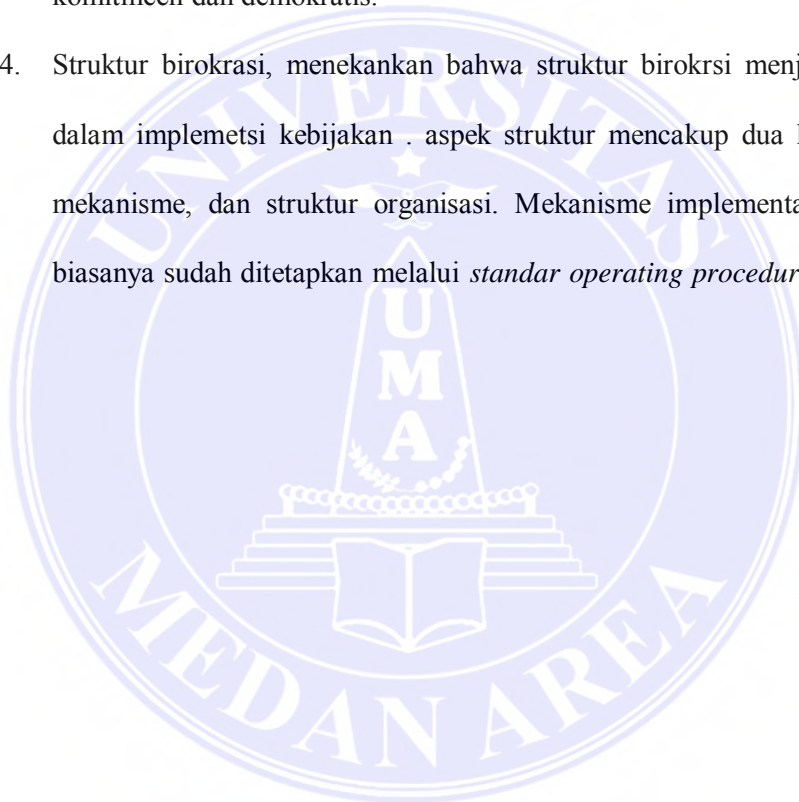 komitmeen dan demokratis.
4. Struktur birokrasi, menekankan bahwa struktur birokrsi menj
dalam implemetsi kebijakan . aspek struktur mencakup dua
mekanisme, dan struktur organisasi. Mekanisme implementa
biasanya sudah ditetapkan melalui standar operating procedur
UNIVERSITAS
UMA
MEDAN AREA